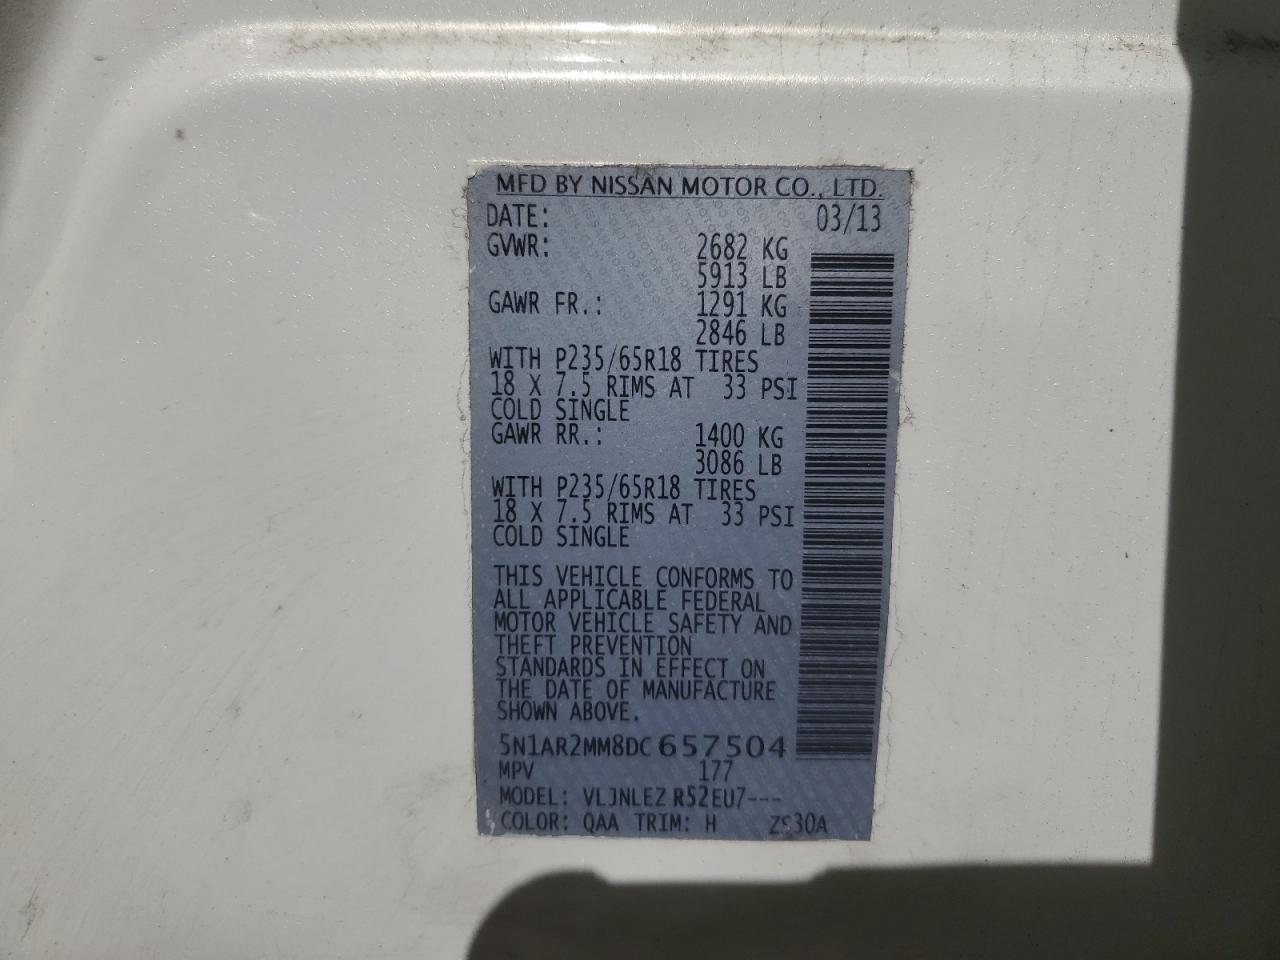 MFD BY NISSAN MOTOR CO., LTD.
DATE: 03/13
GVWR: 2682 KG
5913 LB
GAWR FR.: 1291 KG
2846 LB
WITH P235/65R18 TIRES
18 X 7.5 RIMS AT 33 PSI
COLD SINGLE
GAWR RR.: 1400 KG
3086 LB
WITH P235/65R18 TIRES
18 X 7.5 RIMS AT 33 PSI
COLD SINGLE
THIS VEHICLE CONFORMS TO
ALL APPLICABLE FEDERAL
MOTOR VEHICLE SAFETY AND
THEFT PREVENTION
STANDARDS IN EFFECT ON
THE DATE OF MANUFACTURE
SHOWN ABOVE.
5N1AR2MM8DC657504
MPV 177
MODEL: VLJNLEZ R52EU7---
COLOR: QAA TRIM: H ZS30A